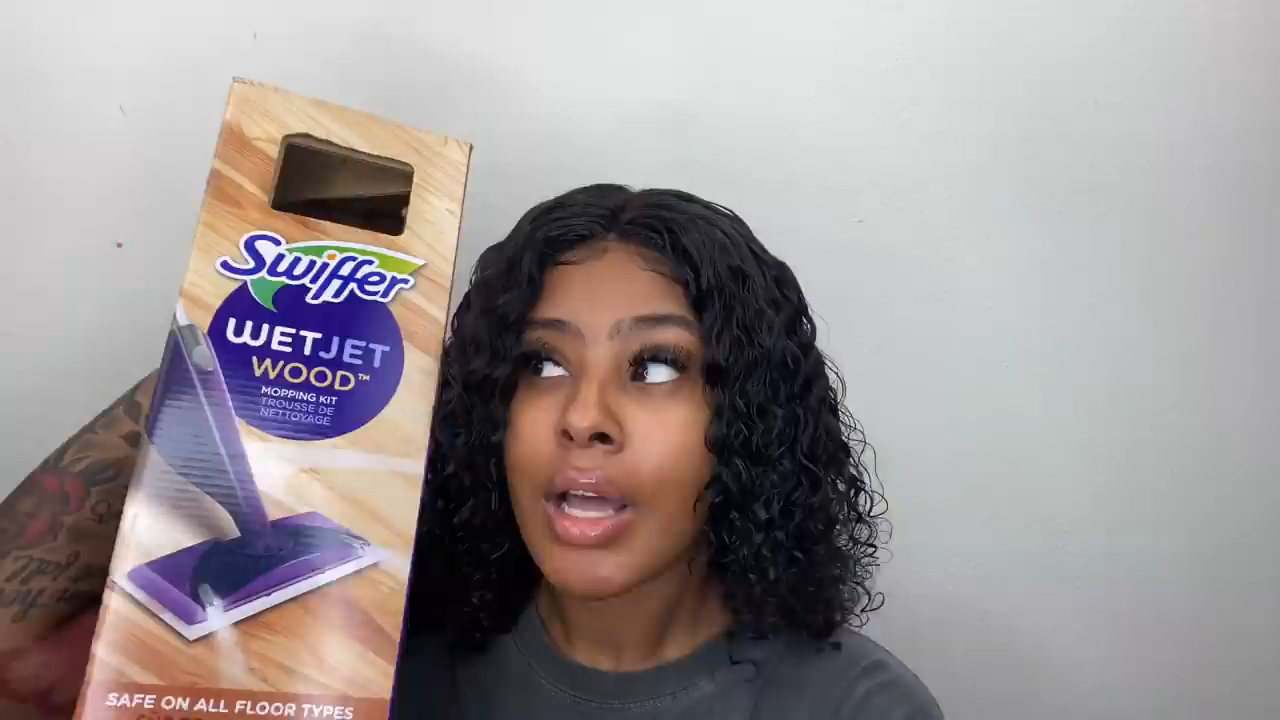 Swiffer
WETJET
WOOD™
MOPPING KIT
TROUSSE DE
NETTOYAGE
SAFE ON ALL FLOOR TYPES